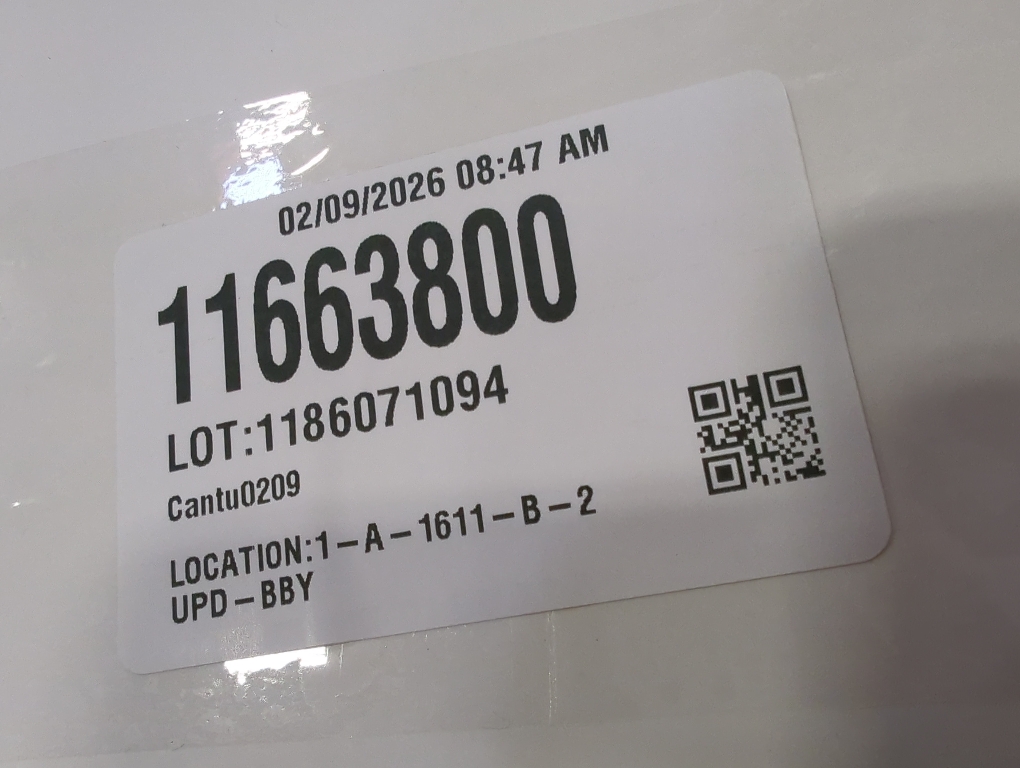 02/09/2026 08:47 AM
11663800
LOT:1186071094
Cantu0209
LOCATION:1-A-1611-B-2
UPD-BBY